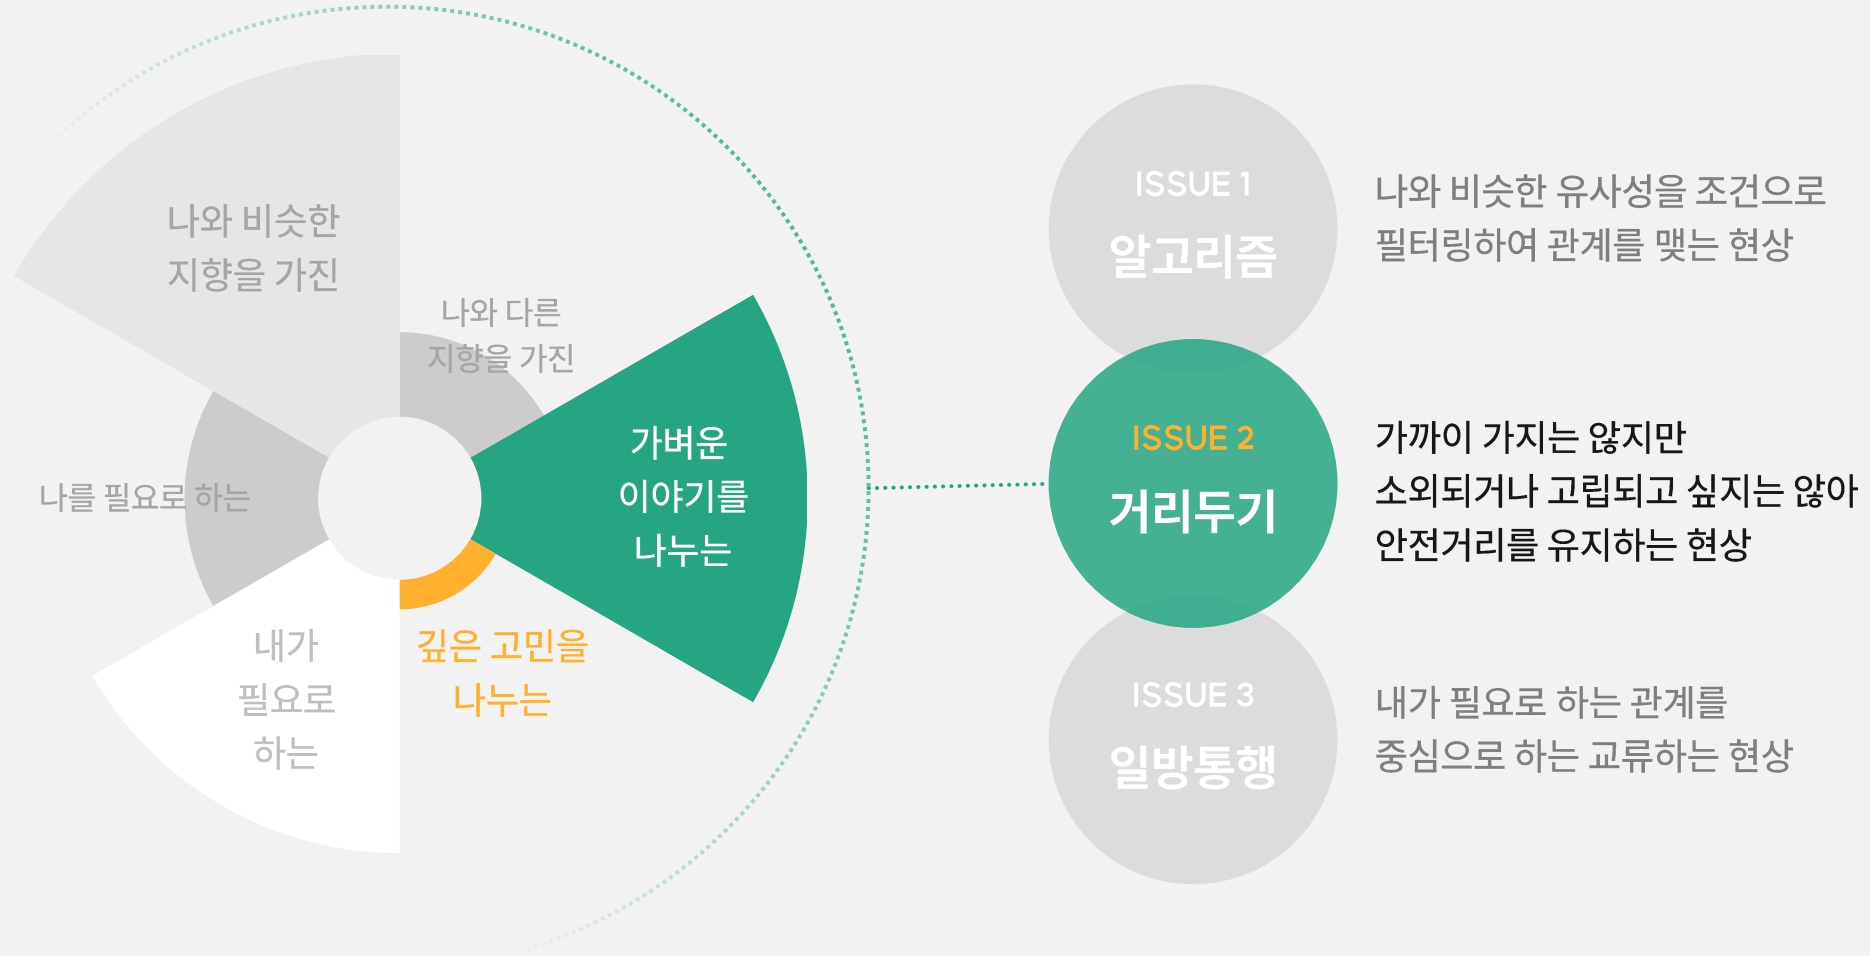 나와 비슷한
지향을 가진
나와 다른
지향을 가진
가벼운
이야기를
나누는
깊은 고민을
나누는
내가
필요로
하는
나를 필요로 하는
ISSUE 1
알고리즘
나와 비슷한 유사성을 조건으로
필터링하여 관계를 맺는 현상
ISSUE 2
거리두기
가까이 가지는 않지만
소외되거나 고립되고 싶지는 않아
안전거리를 유지하는 현상
ISSUE 3
일방통행
내가 필요로 하는 관계를
중심으로 하는 교류하는 현상